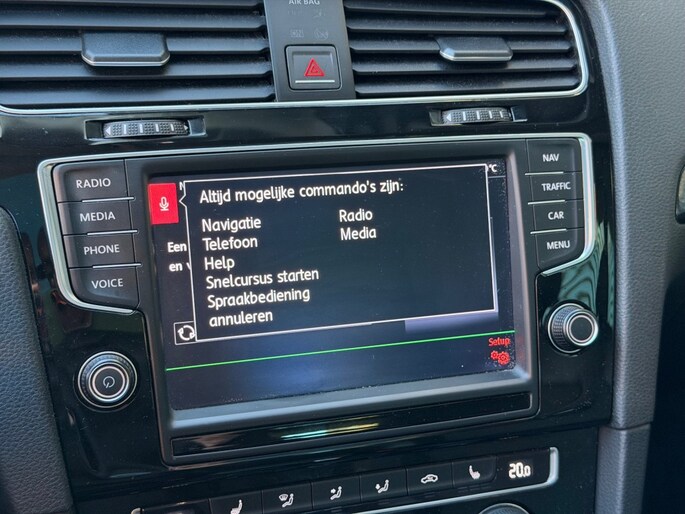 AIR BAG
RADIO
MEDIA
PHONE
VOICE
NAV
TRAFFIC
CAR
MENU
°C
Altijd mogelijke commando's zijn:
Navigatie Radio
Telefoon Media
Help
Snelcursus starten
Spraakbediening
annuleren
Een
en v
Setup
20.0